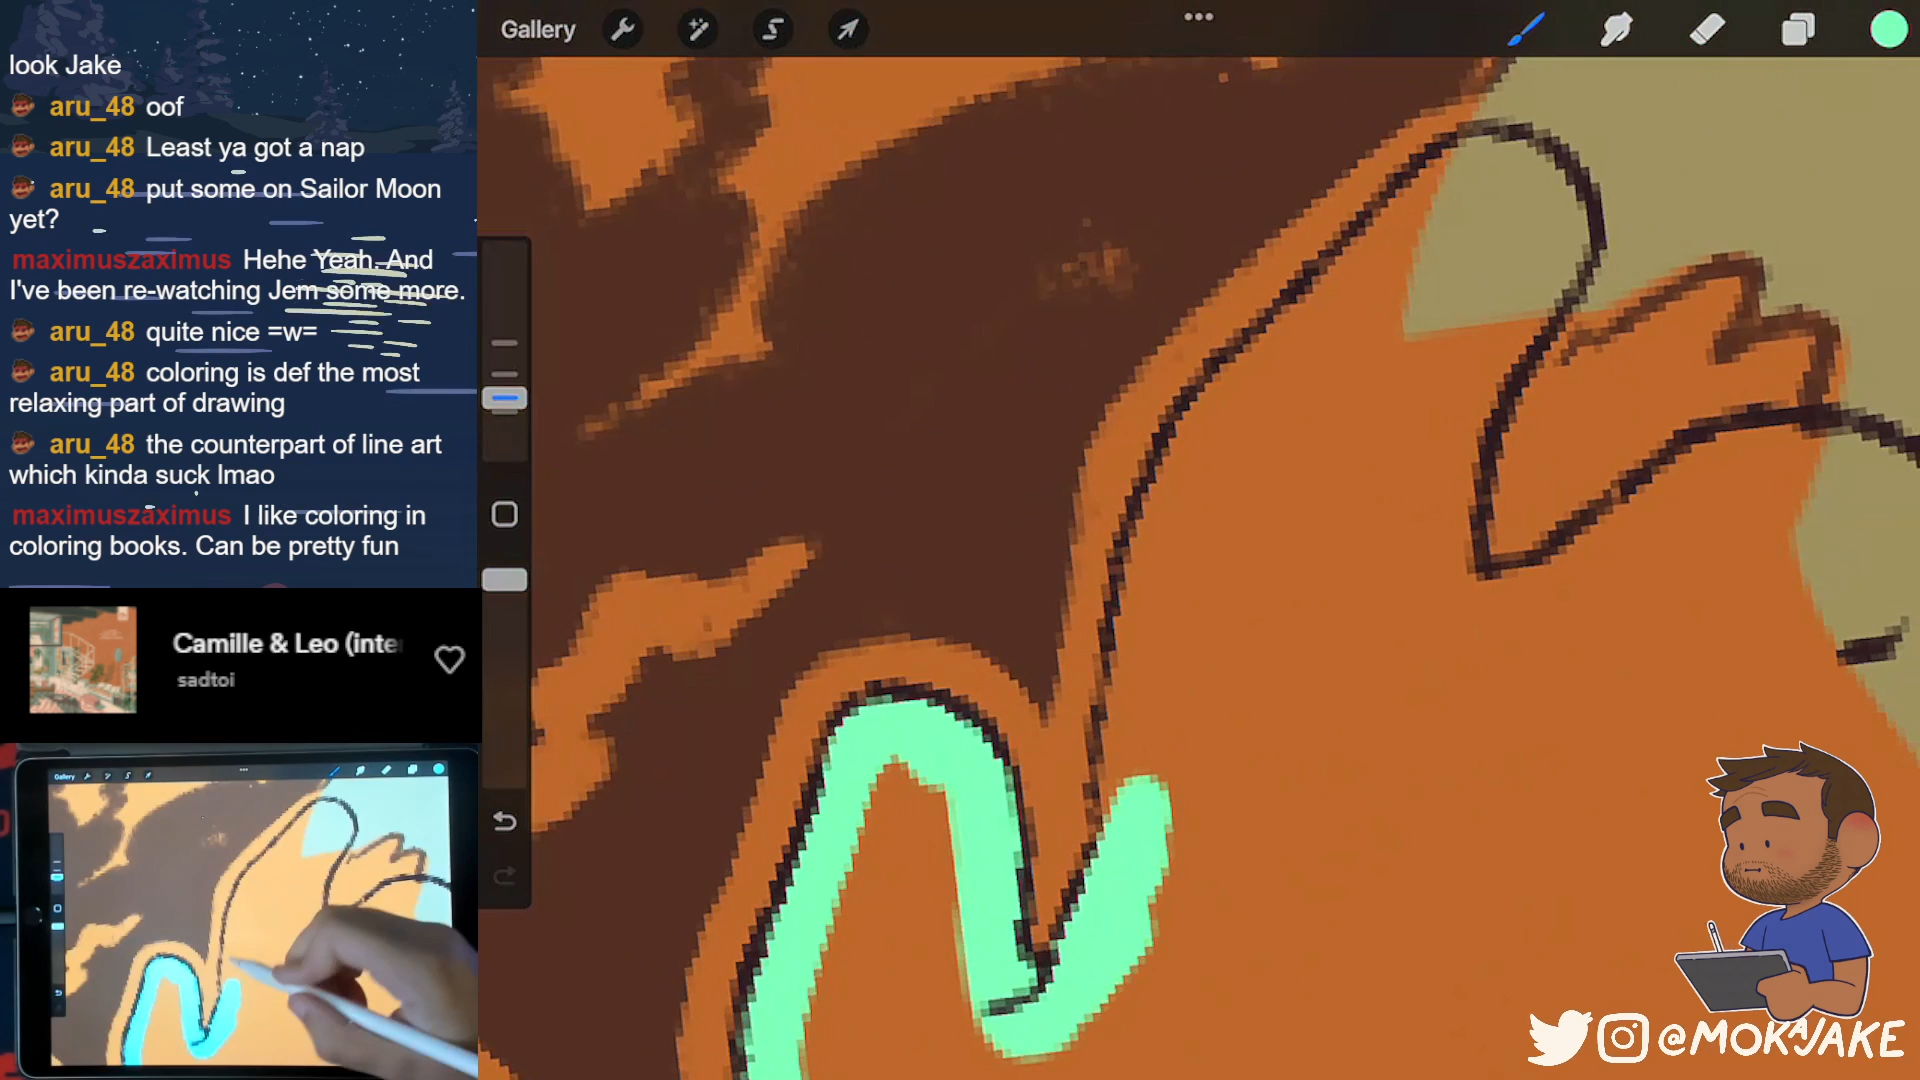 look Jake
aru_48 oof
aru_48 Least ya got a nap
aru_48 put some on Sailor Moon
yet?
maximuszaximus Hehe Yeah. And
I've been re-watching Jem some more.
aru_48 quite nice =w=
aru_48 coloring is def the most
relaxing part of drawing
aru_48 the counterpart of line art
which kinda suck lmao
maximuszaximus I like coloring in
coloring books. Can be pretty fun
Camille & Leo (inte
sadtoi
Gallery
Gallery
@MOKAJAKE